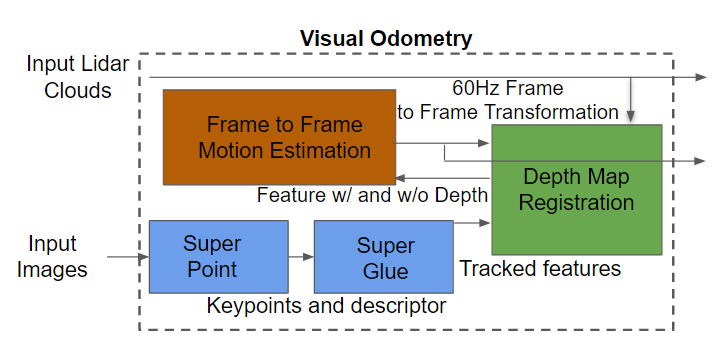 Visual Odometry
Input Lidar
Clouds
60Hz Frame
to Frame Transformation
Frame to Frame
Motion Estimation
Depth Map
Registration
Feature w/ and w/o Depth
Input
Images
Super
Point
Super
Glue
Tracked features
Keypoints and descriptor